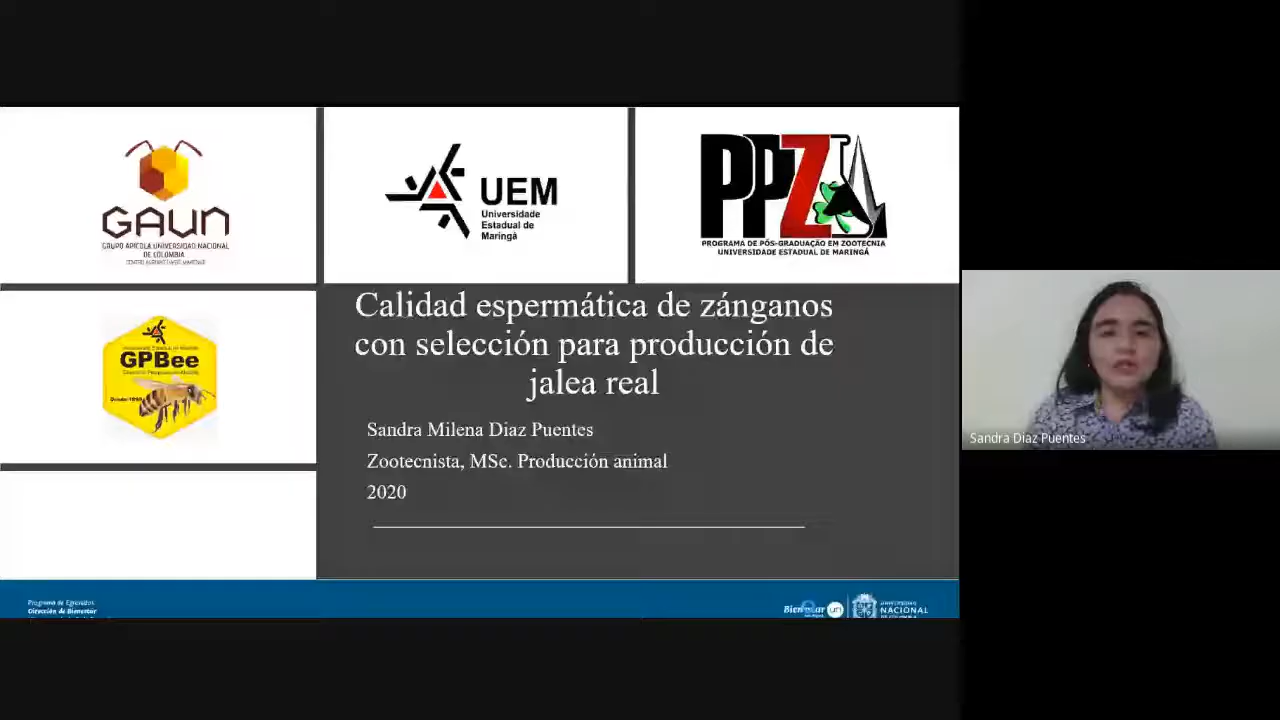 GAUN
GRUPO APÍCOLA UNIVERSIDAD NACIONAL
DE COLOMBIA
UEM
Universidade
Estadual de
Maringá
PPZ
PROGRAMA DE PÓS-GRADUAÇÃO EM ZOOTECNIA
UNIVERSIDADE ESTADUAL DE MARINGÁ
GPBee
Calidad espermática de zánganos
con selección para producción de
jalea real
Sandra Milena Diaz Puentes
Zootecnista, MSc. Producción animal
2020
Sandra Diaz Puentes
Programa de Egresados
Dirección de Bienestar
Bienestar un
UNIVERSIDAD
NACIONAL
DE COLOMBIA